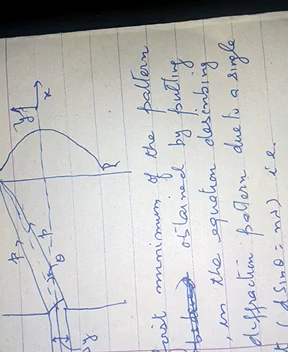 y
x
P
p
p
θ
y
first minimum of the pattern
obtained by putting
, in the equation describing
diffraction pattern due to a single
( d sinθ = nλ ) i.e.